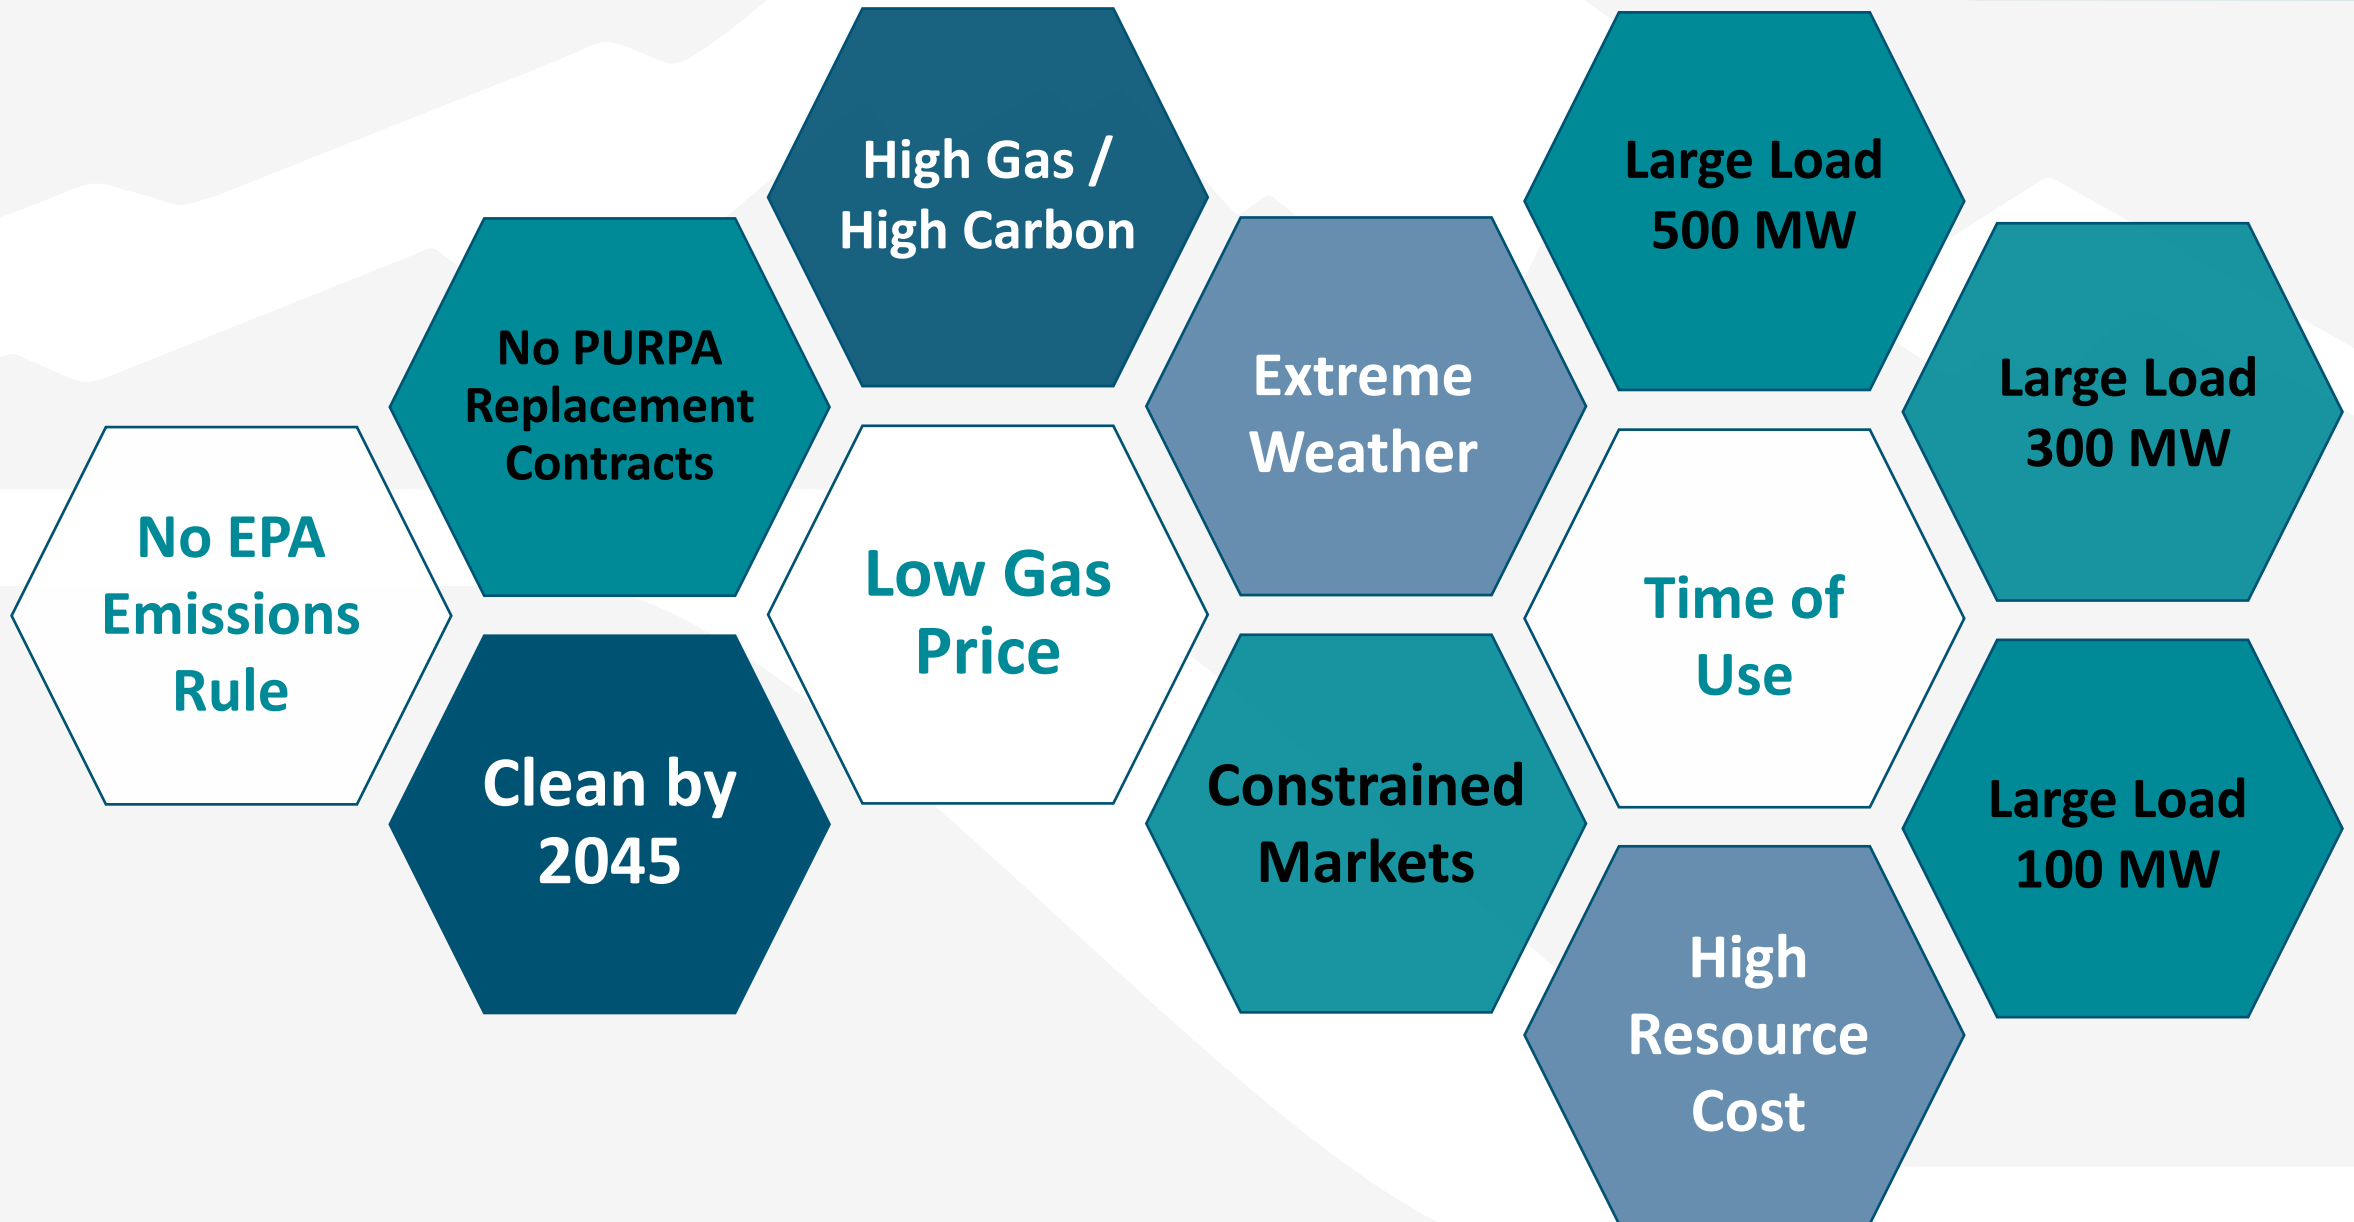 High Gas /
High Carbon
Large Load
500 MW
No PURPA
Replacement
Contracts
Extreme
Weather
Large Load
300 MW
No EPA
Emissions
Rule
Low Gas
Price
Time of
Use
Clean by
2045
Constrained
Markets
Large Load
100 MW
High
Resource
Cost